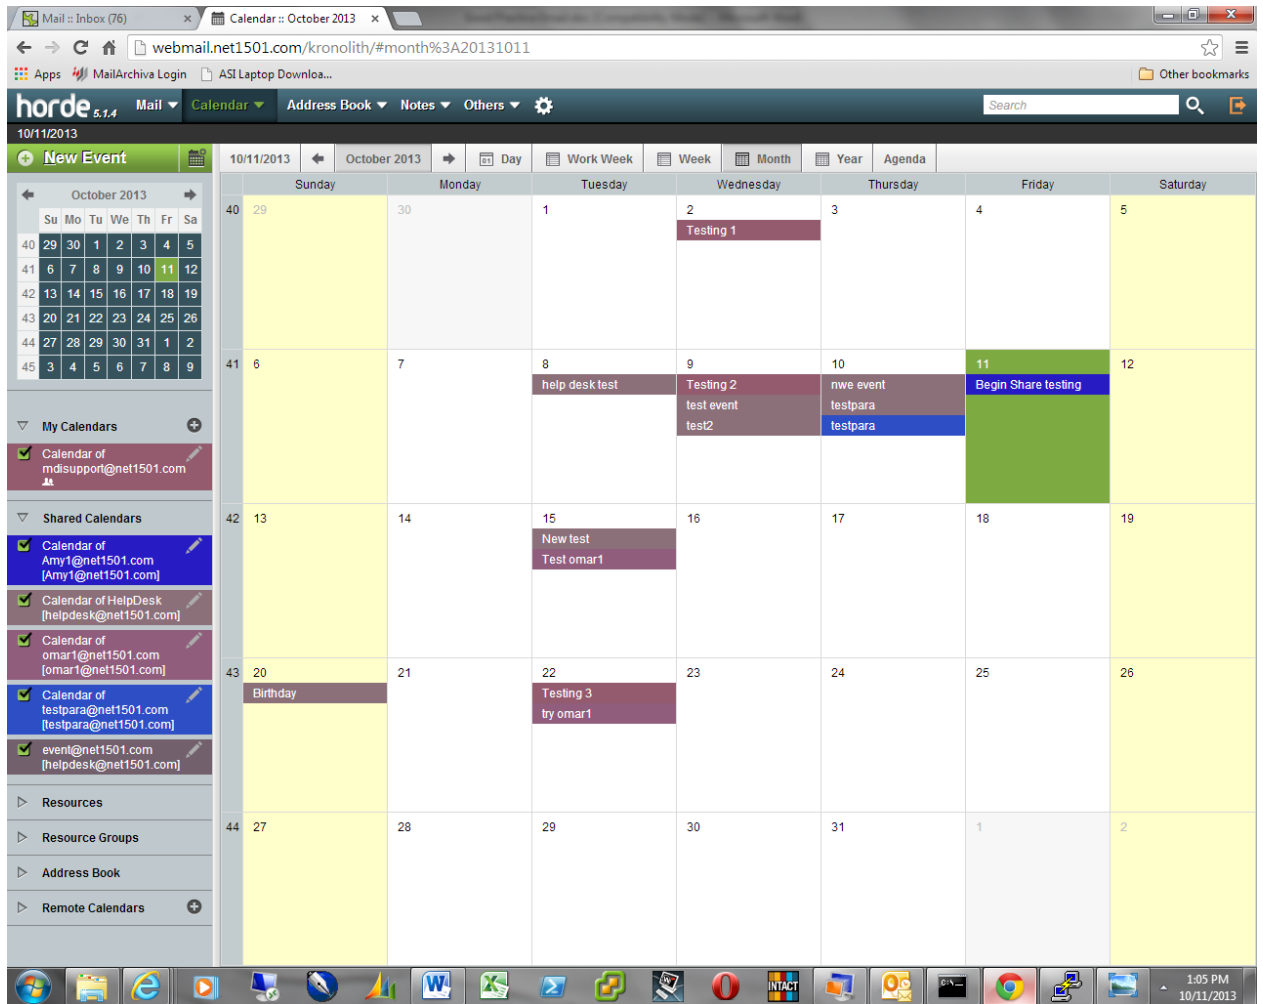 Mail :: Inbox (76)
Calendar :: October 2013
webmail.net1501.com/kronolith/#month%3A20131011
Apps MailArchiva Login ASI Laptop Downloa... Other bookmarks
horde 5.1.4 Mail Calendar Address Book Notes Others Search
10/11/2013
New Event
10/11/2013 October 2013 01 Day Work Week Week Month Year Agenda
October 2013
Su Mo Tu We Th Fr Sa
40 29 30 1 2 3 4 5
41 6 7 8 9 10 11 12
42 13 14 15 16 17 18 19
43 20 21 22 23 24 25 26
44 27 28 29 30 31 1 2
45 3 4 5 6 7 8 9
My Calendars
Calendar of
mdisupport@net1501.com
Shared Calendars
Calendar of
Amy1@net1501.com
[Amy1@net1501.com]
Calendar of HelpDesk
[helpdesk@net1501.com]
Calendar of
omar1@net1501.com
[omar1@net1501.com]
Calendar of
testpara@net1501.com
[testpara@net1501.com]
event@net1501.com
[helpdesk@net1501.com]
Resources
Resource Groups
Address Book
Remote Calendars
Sunday Monday Tuesday Wednesday Thursday Friday Saturday
40 29 30 1 2 3 4 5
Testing 1
41 6 7 8 9 10 11 12
help desk test Testing 2 nwe event Begin Share testing
test event testpara
test2 testpara
42 13 14 15 16 17 18 19
New test
Test omar1
43 20 21 22 23 24 25 26
Birthday Testing 3
try omar1
44 27 28 29 30 31 1 2
INTACT
1:05 PM
10/11/2013